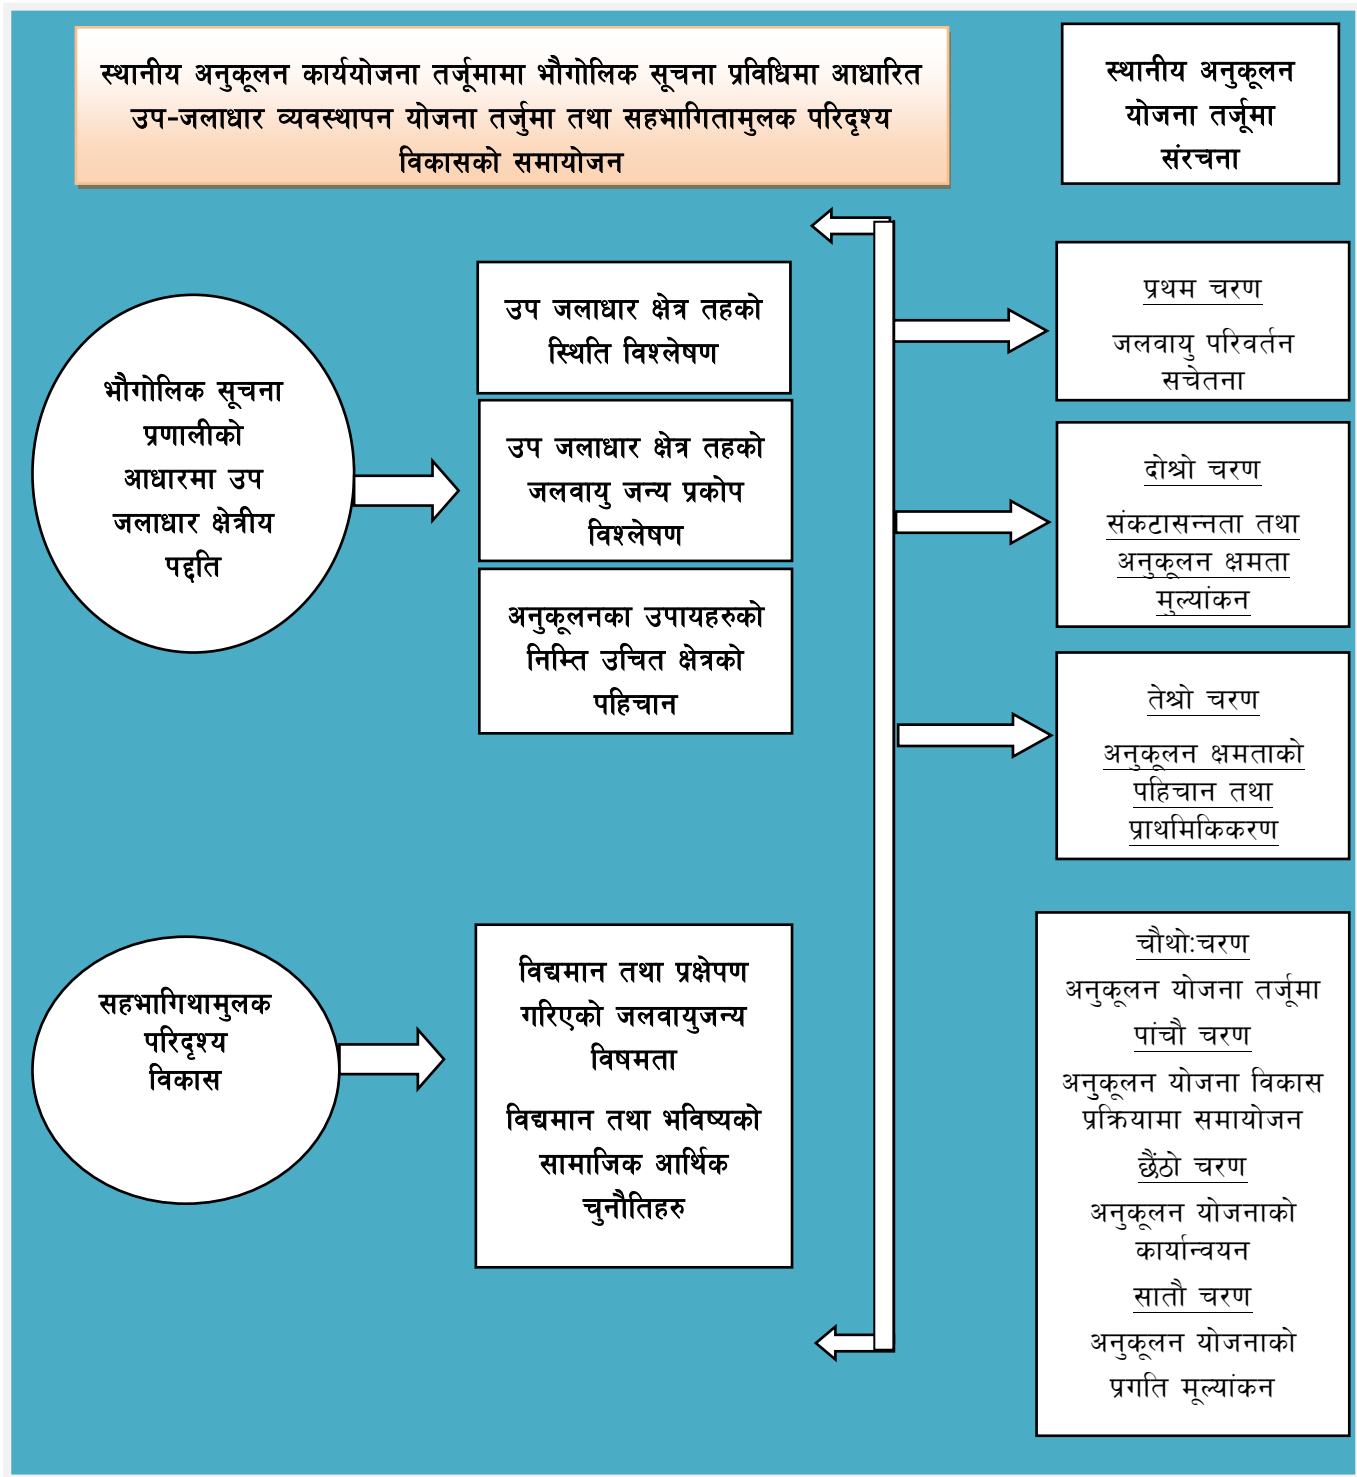 स्थानीय अनुकूलन कार्ययोजना तर्जूमामा भौगोलिक सूचना प्रविधिमा आधारित
उप-जलाधार व्यवस्थापन योजना तर्जुमा तथा सहभागितामुलक परिदृश्य
विकासको समायोजन
स्थानीय अनुकूलन
योजना तर्जूमा
संरचना
भौगोलिक सूचना
प्रणालीको
आधारमा उप
जलाधार क्षेत्रीय
पद्दति
उप जलाधार क्षेत्र तहको
स्थिति विश्लेषण
उप जलाधार क्षेत्र तहको
जलवायु जन्य प्रकोप
विश्लेषण
अनुकूलनका उपायहरुको
निम्ति उचित क्षेत्रको
पहिचान
सहभागिथामुलक
परिदृश्य
विकास
विद्यमान तथा प्रक्षेपण
गरिएको जलवायुजन्य
विषमता
विद्यमान तथा भविष्यको
सामाजिक आर्थिक
चुनौतिहरु
प्रथम चरण
जलवायु परिवर्तन
सचेतना
दोश्रो चरण
संकटासन्नता तथा
अनुकूलन क्षमता
मुल्यांकन
तेश्रो चरण
अनुकूलन क्षमताको
पहिचान तथा
प्राथमिकिकरण
चौथो:चरण
अनुकूलन योजना तर्जूमा
पांचौ चरण
अनुकूलन योजना विकास
प्रक्रियामा समायोजन
छैंठो चरण
अनुकूलन योजनाको
कार्यान्वयन
सातौ चरण
अनुकूलन योजनाको
प्रगति मूल्यांकन